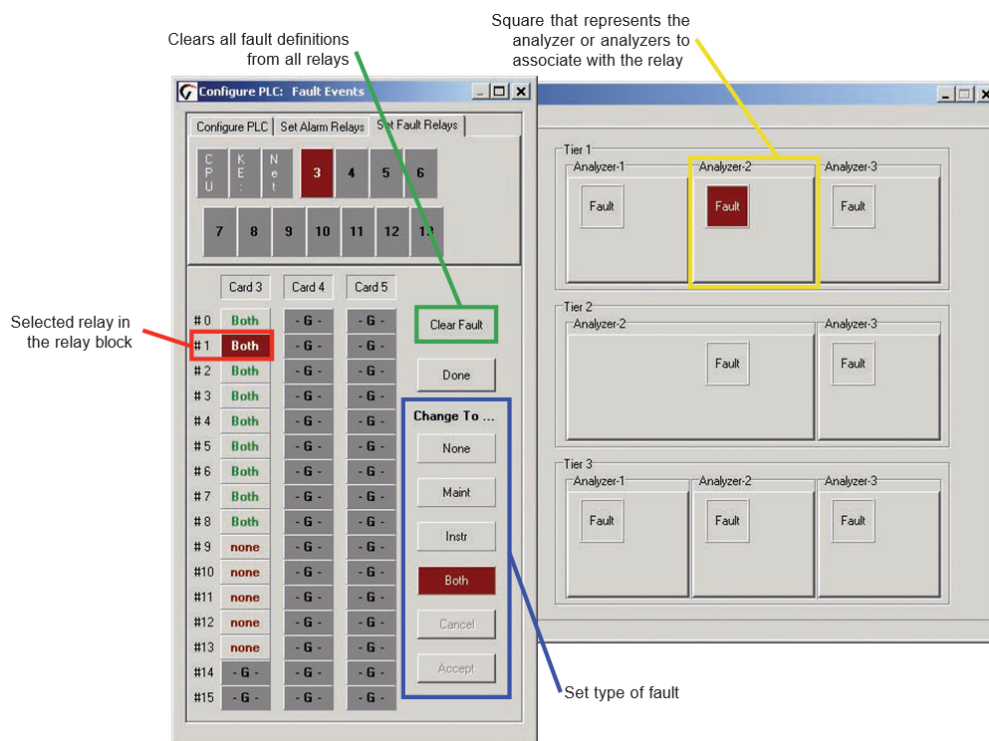 Square that represents the
analyzer or analyzers to
associate with the relay
Clears all fault definitions
from all relays
Configure PLC: Fault Events
Configure PLC
Set Alarm Relays
Set Fault Relays
CPU
KE:
Net
3
4
5
6
7
8
9
10
11
12
13
Card 3
Card 4
Card 5
#0 Both - G - - G -
#1 Both - G - - G -
#2 Both - G - - G -
#3 Both - G - - G -
#4 Both - G - - G -
#5 Both - G - - G -
#6 Both - G - - G -
#7 Both - G - - G -
#8 Both - G - - G -
#9 none - G - - G -
#10 none - G - - G -
#11 none - G - - G -
#12 none - G - - G -
#13 none - G - - G -
#14 - G - - G - - G -
#15 - G - - G - - G -
Selected relay in
the relay block
Clear Fault
Done
Change To ...
None
Maint
Instr
Both
Cancel
Accept
Set type of fault
Tier 1
Analyzer-1
Analyzer-2
Analyzer-3
Fault
Fault
Fault
Tier 2
Analyzer-2
Analyzer-3
Fault
Fault
Tier 3
Analyzer-1
Analyzer-2
Analyzer-3
Fault
Fault
Fault